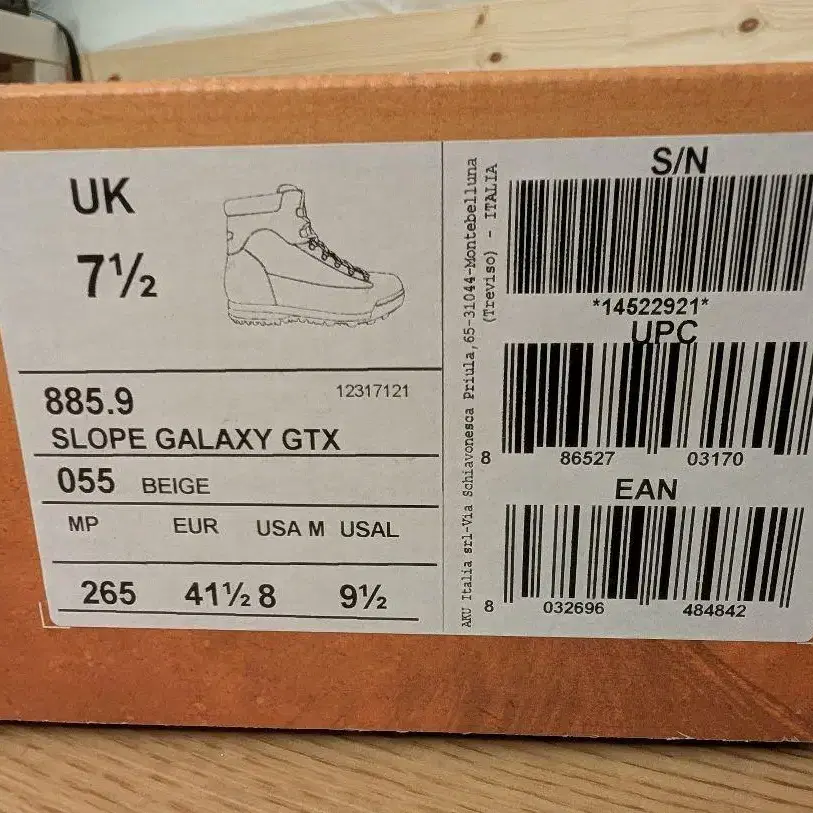 UK
7½
885.9
12317121
SLOPE GALAXY GTX
055 BEIGE
MP EUR USA M USAL
265 41½ 8 9½
AKU Italia srl-Via Schiavonesca Priula,65-31044-Montebelluna
(Treviso) - ITALIA
S/N
*14522921*
UPC
8 86527 03170
EAN
8 032696 484842